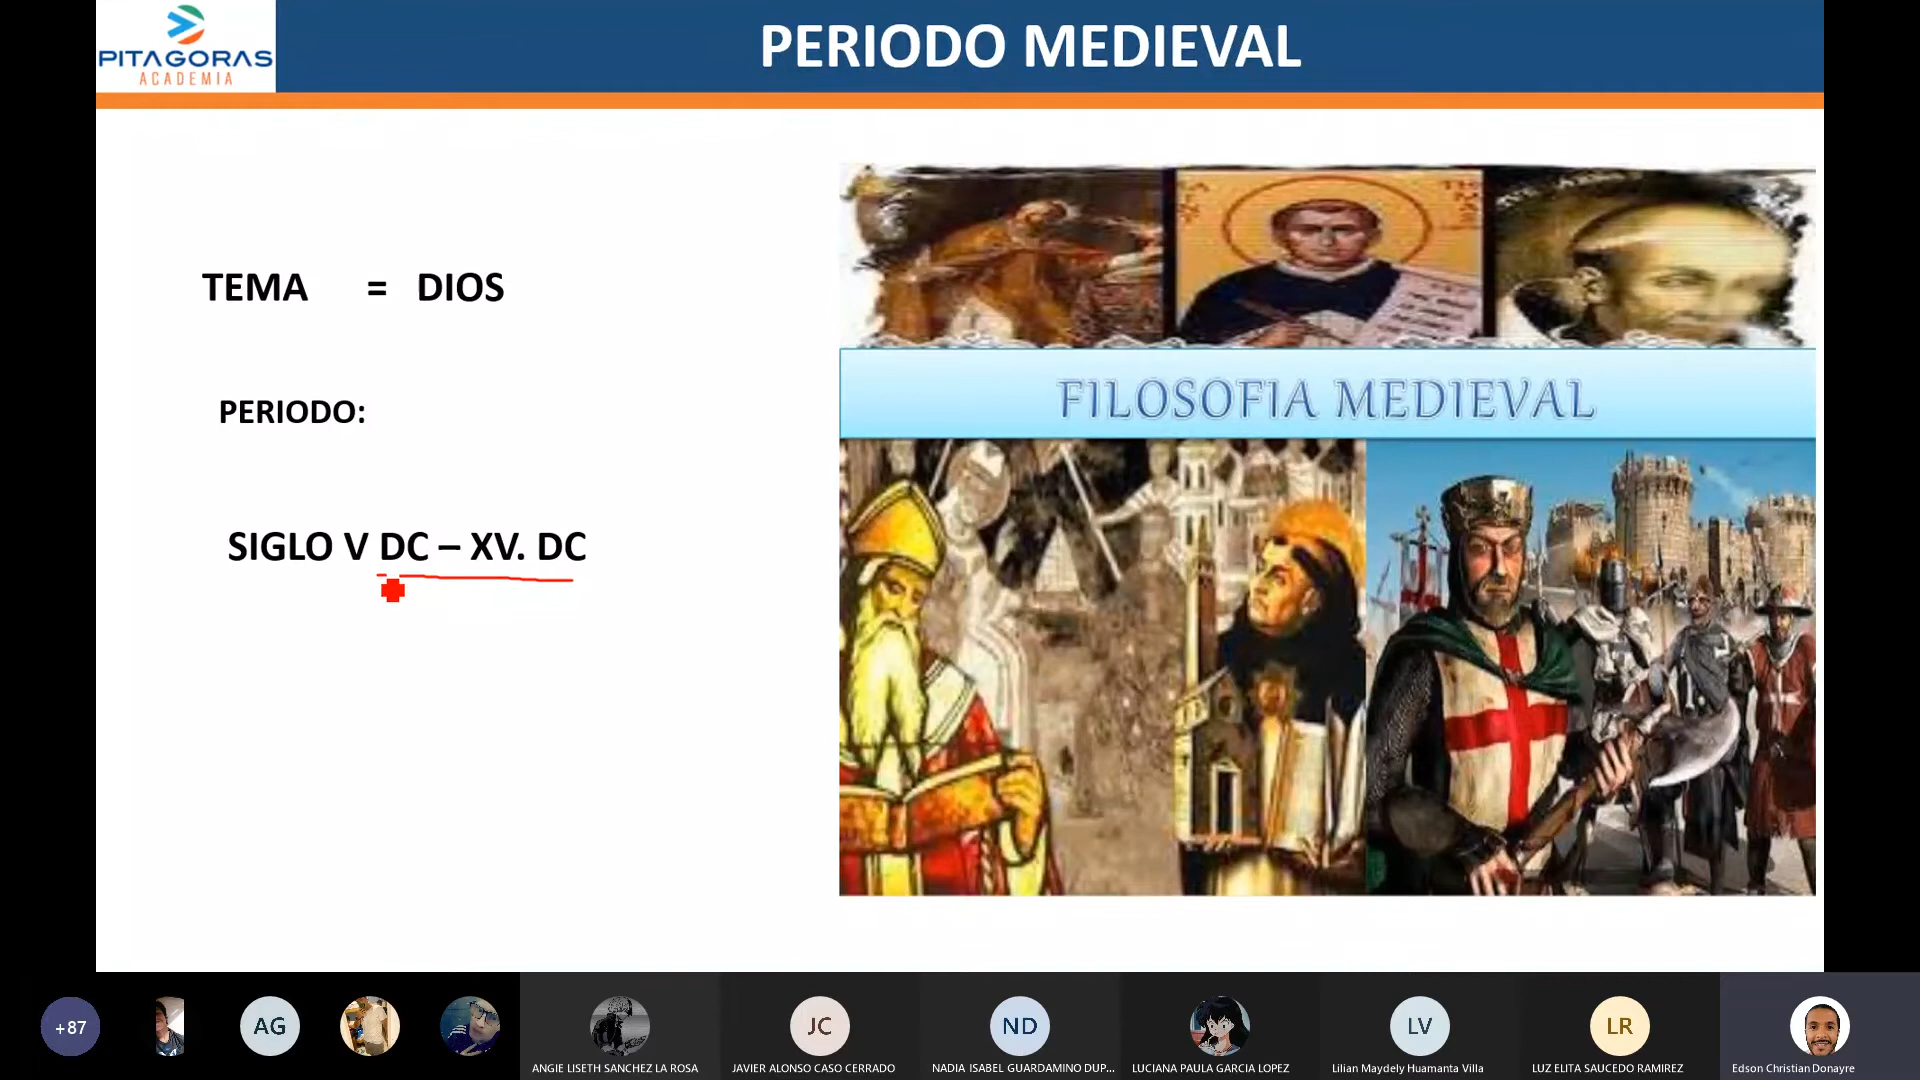 PITAGORAS
ACADEMIA
PERIODO MEDIEVAL
TEMA = DIOS
PERIODO:
SIGLO V DC – XV. DC
FILOSOFIA MEDIEVAL
+87
AG
JC
ND
LV
LR
ANGIE LISETH SANCHEZ LA ROSA
JAVIER ALONSO CASO CERRADO
NADIA ISABEL GUARDAMINO DUP...
LUCIANA PAULA GARCIA LOPEZ
Lilian Maydely Huamanta Villa
LUZ ELITA SAUCEDO RAMIREZ
Edson Christian Donayre